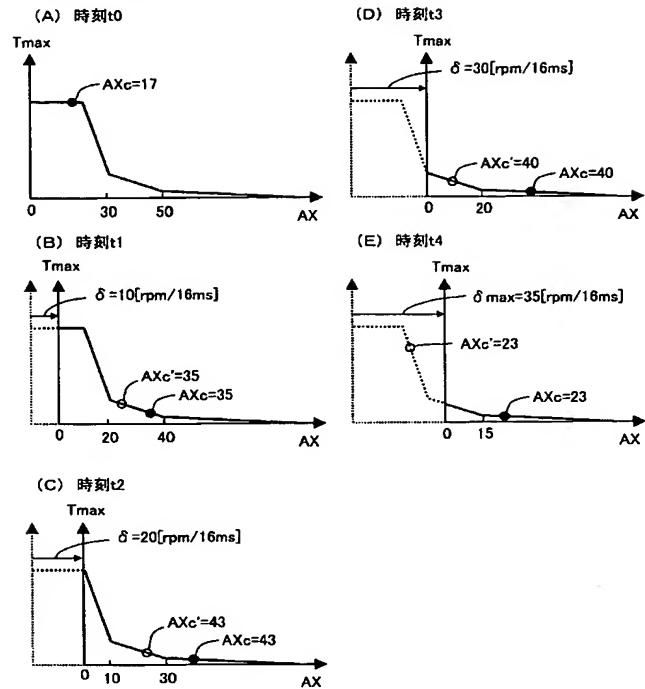 (A) 時刻t0
Tmax
AXc=17
0 30 50 AX
(B) 時刻t1
Tmax
δ=10[rpm/16ms]
AXc'=35
AXc=35
0 20 40 AX
(C) 時刻t2
Tmax
δ=20[rpm/16ms]
AXc'=43
AXc=43
0 10 30 AX
(D) 時刻t3
Tmax
δ=30[rpm/16ms]
AXc'=40
AXc=40
0 20 AX
(E) 時刻t4
Tmax
δmax=35[rpm/16ms]
AXc'=23
AXc=23
0 15 AX